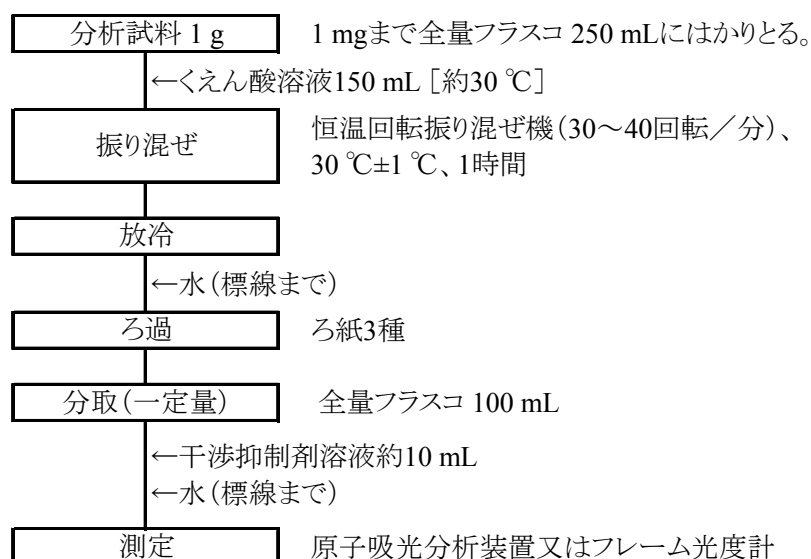 分析試料 1 g 1 mgまで全量フラスコ 250 mLにはかりとる。
←くえん酸溶液150 mL [約30 ℃]
振り混ぜ 恒温回転振り混ぜ機(30～40回転／分)、
30 ℃±1 ℃、1時間
放冷
←水(標線まで)
ろ過 ろ紙3種
分取(一定量) 全量フラスコ 100 mL
←干渉抑制剤溶液約10 mL
←水(標線まで)
測定 原子吸光分析装置又はフレーム光度計